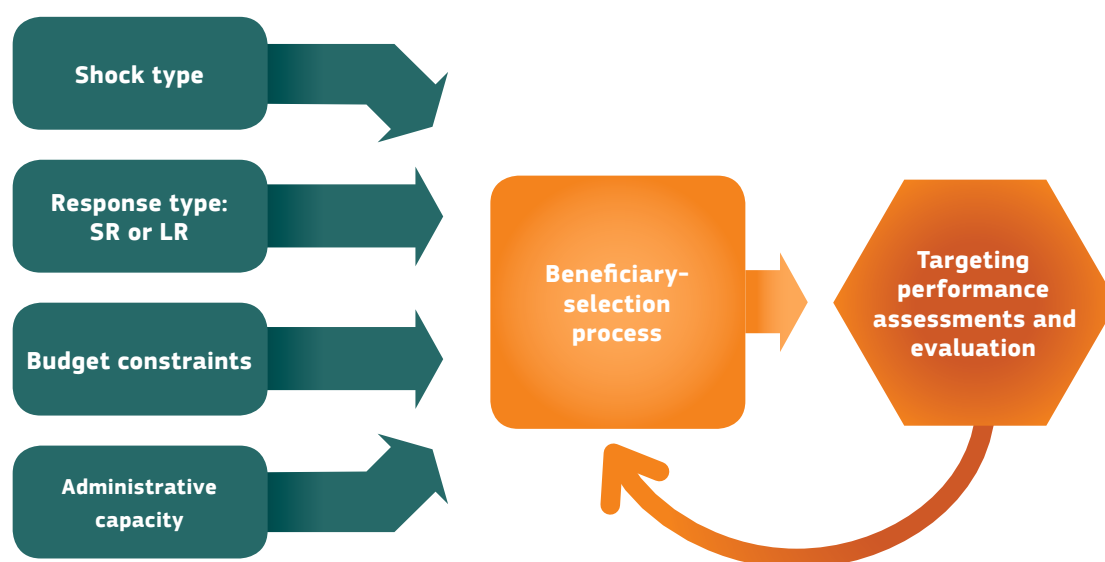 Shock type
Response type:
SR or LR
Budget constraints
Administrative
capacity
Beneficiary-
selection
process
Targeting
performance
assessments and
evaluation